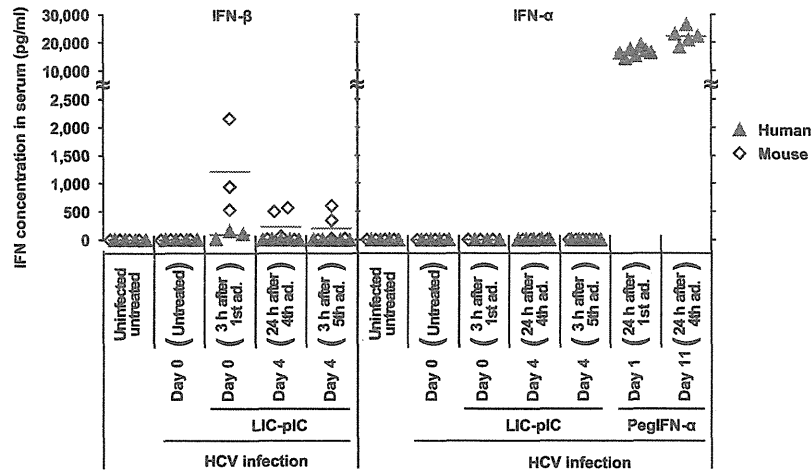 IFN-β
IFN-α
IFN concentration in serum (pg/ml)
30,000
20,000
10,000
2,500
2,000
1,500
1,000
500
0
Human
Mouse
Uninfected untreated
Day 0 (Untreated)
Day 0 (3 h after 1st ad.)
Day 4 (24 h after 4th ad.)
Day 4 (3 h after 5th ad.)
Uninfected untreated
Day 0 (Untreated)
Day 0 (3 h after 1st ad.)
Day 4 (24 h after 4th ad.)
Day 4 (3 h after 5th ad.)
Day 1 (24 h after 1st ad.)
Day 11 (24 h after 4th ad.)
LIC-pIC
LIC-pIC
PegIFN-α
HCV infection
HCV infection